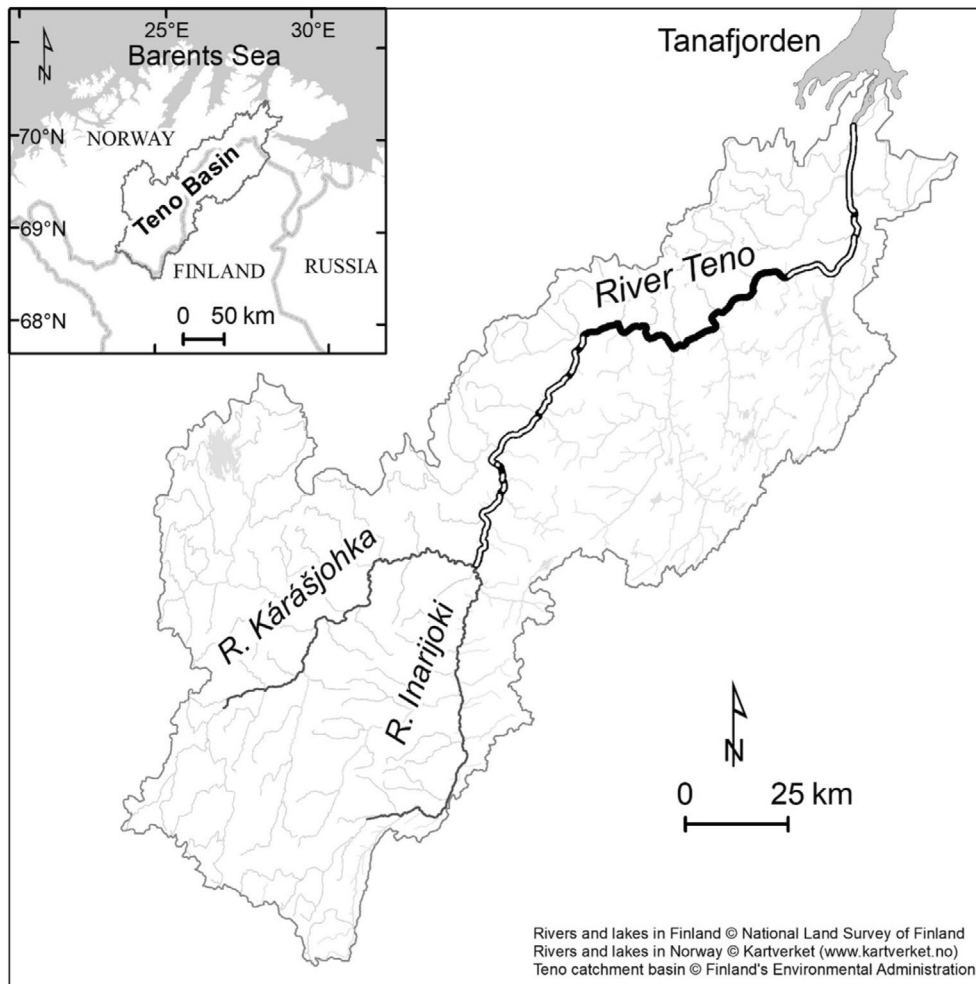 25°E
30°E
Barents Sea
N
70°N
NORWAY
Teno Basin
69°N
FINLAND
RUSSIA
0 50 km
68°N
Tanafjorden
River Teno
R. Kárášjohka
R. Inarijoki
N
0 25 km
Rivers and lakes in Finland © National Land Survey of Finland
Rivers and lakes in Norway © Kartverket (www.kartverket.no)
Teno catchment basin © Finland's Environmental Administration